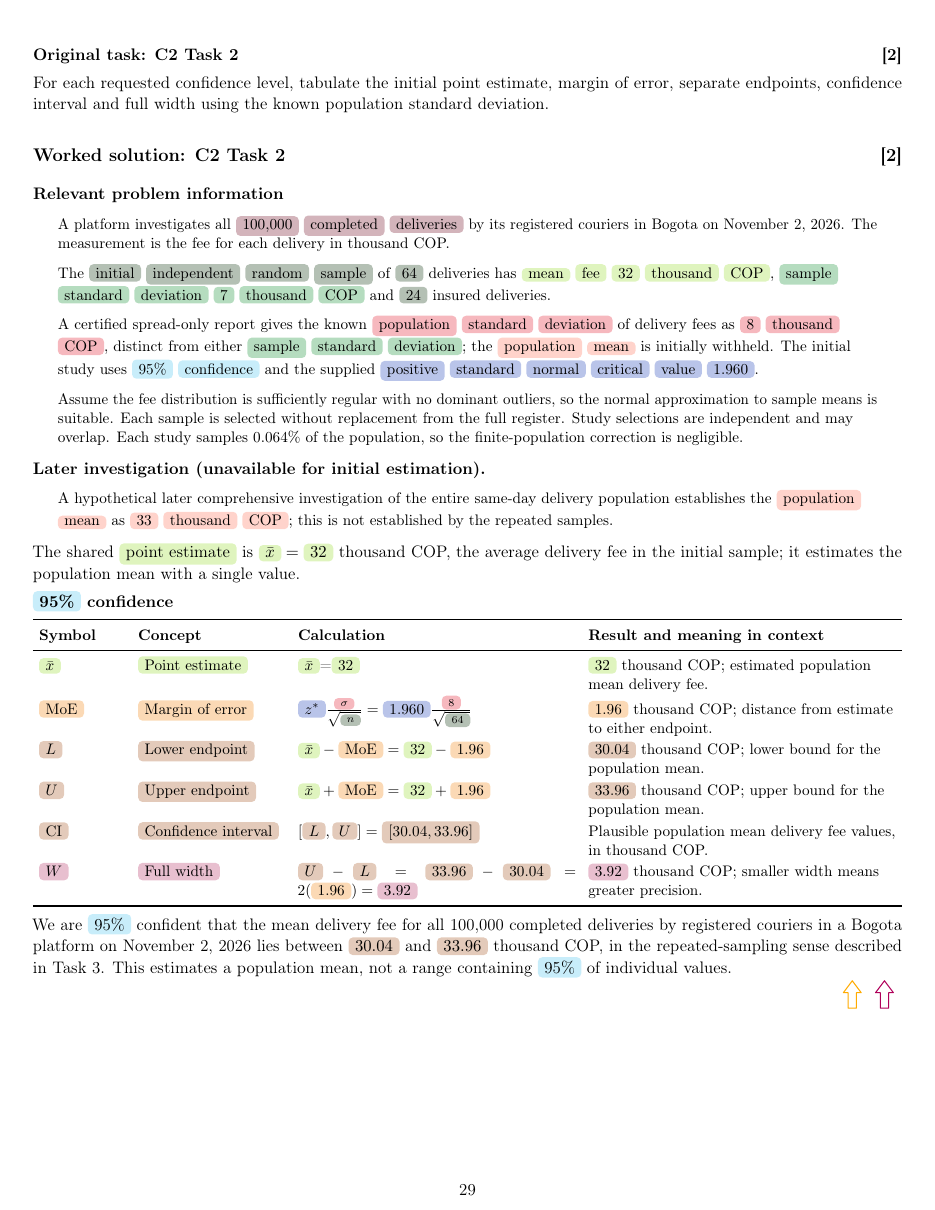 Original task: C2 Task 2 [2]
For each requested confidence level, tabulate the initial point estimate, margin of error, separate endpoints, confidence
interval and full width using the known population standard deviation.
Worked solution: C2 Task 2 [2]
Relevant problem information
A platform investigates all 100,000 completed deliveries by its registered couriers in Bogota on November 2, 2026. The
measurement is the fee for each delivery in thousand COP.
The initial independent random sample of 64 deliveries has mean fee 32 thousand COP, sample
standard deviation 7 thousand COP and 24 insured deliveries.
A certified spread-only report gives the known population standard deviation of delivery fees as 8 thousand
COP, distinct from either sample standard deviation; the population mean is initially withheld. The initial
study uses 95% confidence and the supplied positive standard normal critical value 1.960.
Assume the fee distribution is sufficiently regular with no dominant outliers, so the normal approximation to sample means is
suitable. Each sample is selected without replacement from the full register. Study selections are independent and may
overlap. Each study samples 0.064% of the population, so the finite-population correction is negligible.
Later investigation (unavailable for initial estimation).
A hypothetical later comprehensive investigation of the entire same-day delivery population establishes the population
mean as 33 thousand COP; this is not established by the repeated samples.
The shared point estimate is x̄ = 32 thousand COP, the average delivery fee in the initial sample; it estimates the
population mean with a single value.
95% confidence
Symbol Concept Calculation Result and meaning in context
x̄ Point estimate x̄ = 32 32 thousand COP; estimated population
mean delivery fee.
MoE Margin of error z* σ/√n = 1.960 8/√64 1.96 thousand COP; distance from estimate
to either endpoint.
L Lower endpoint x̄ − MoE = 32 − 1.96 30.04 thousand COP; lower bound for the
population mean.
U Upper endpoint x̄ + MoE = 32 + 1.96 33.96 thousand COP; upper bound for the
population mean.
CI Confidence interval [L, U] = [30.04, 33.96] Plausible population mean delivery fee values,
in thousand COP.
W Full width U − L = 33.96 − 30.04 = 3.92 thousand COP; smaller width means
2(1.96) = 3.92 greater precision.
We are 95% confident that the mean delivery fee for all 100,000 completed deliveries by registered couriers in a Bogota
platform on November 2, 2026 lies between 30.04 and 33.96 thousand COP, in the repeated-sampling sense described
in Task 3. This estimates a population mean, not a range containing 95% of individual values.
29